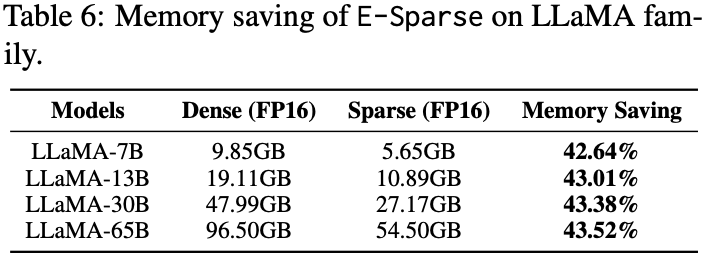 Table 6: Memory saving of E-Sparse on LLaMA fam-
ily.
Models Dense (FP16) Sparse (FP16) Memory Saving
LLaMA-7B 9.85GB 5.65GB 42.64%
LLaMA-13B 19.11GB 10.89GB 43.01%
LLaMA-30B 47.99GB 27.17GB 43.38%
LLaMA-65B 96.50GB 54.50GB 43.52%